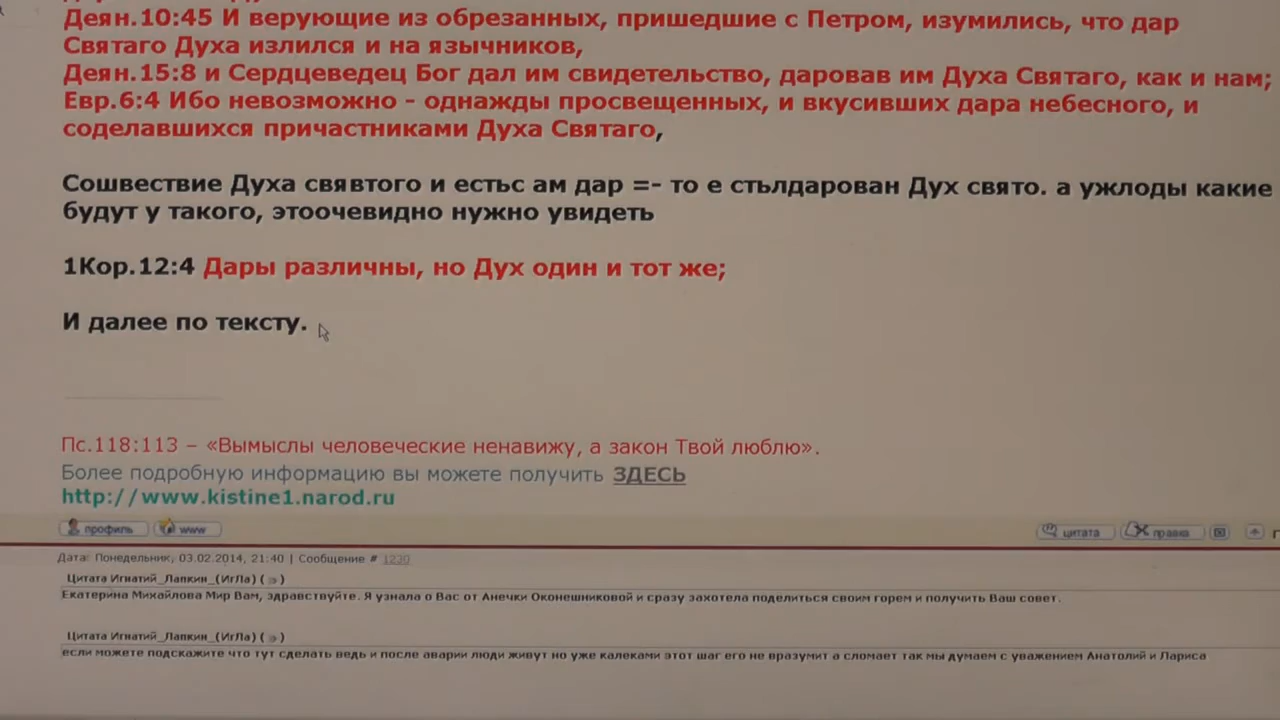 Деян.10:45 И верующие из обрезанных, пришедшие с Петром, изумились, что дар
Святаго Духа излился и на язычников,
Деян.15:8 и Сердцеведец Бог дал им свидетельство, даровав им Духа Святаго, как и нам;
Евр.6:4 Ибо невозможно - однажды просвещенных, и вкусивших дара небесного, и
соделавшихся причастниками Духа Святаго,
Сошвествие Духа свявтого и естьс ам дар =- то е стьлдарован Дух свято. а ужлоды какие
будут у такого, этоочевидно нужно увидеть
1Кор.12:4 Дары различны, но Дух один и тот же;
И далее по тексту.
Пс.118:113 – «Вымыслы человеческие ненавижу, а закон Твой люблю».
Более подробную информацию вы можете получить ЗДЕСЬ
http://www.kistine1.narod.ru
профиль www цитата правка
Дата: Понедельник, 03.02.2014, 21:40 | Сообщение # 1230
Цитата Игнатий_Лапкин_(ИгЛа) ( )
Екатерина Михайлова Мир Вам, здравствуйте. Я узнала о Вас от Анечки Оконешниковой и сразу захотела поделиться своим горем и получить Ваш совет.
Цитата Игнатий_Лапкин_(ИгЛа) ( )
если можете подскажите что тут сделать ведь и после аварии люди живут но уже калеками этот шаг его не вразумит а сломает так мы думаем с уважением Анатолий и Лариса